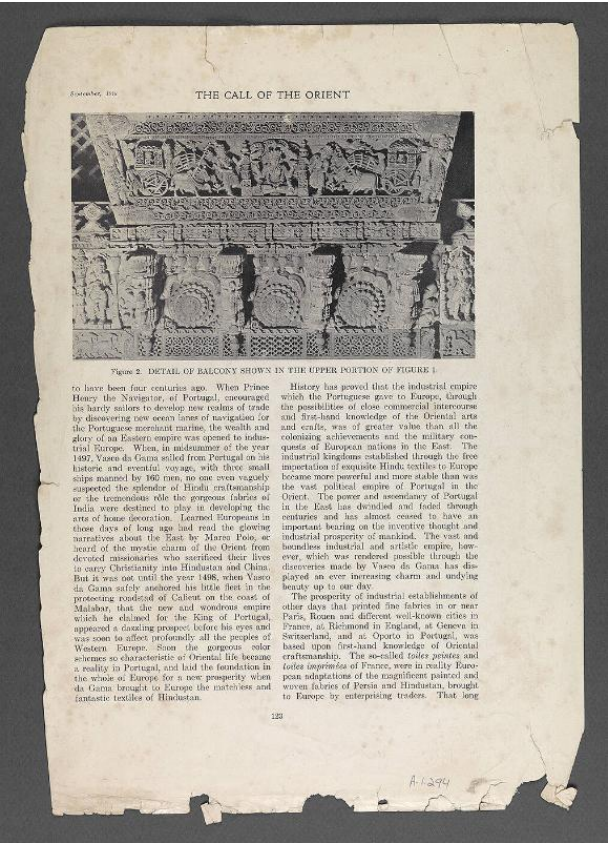 September, 1916
THE CALL OF THE ORIENT
Figure 2. DETAIL OF BALCONY SHOWN IN THE UPPER PORTION OF FIGURE 1.
to have been four centuries ago. When Prince
Henry the Navigator, of Portugal, encouraged
his hardy sailors to develop new realms of trade
by discovering new ocean lanes of navigation for
the Portuguese merchant marine, the wealth and
glory of an Eastern empire was opened to indus-
trial Europe. When, in midsummer of the year
1497, Vasco da Gama sailed from Portugal on his
historic and eventful voyage, with three small
ships manned by 160 men, no one even vaguely
suspected the splendor of Hindu craftsmanship
or the tremendous rôle the gorgeous fabrics of
India were destined to play in developing the
arts of home decoration. Learned Europeans in
those days of long ago had read the glowing
narratives about the East by Marco Polo, or
heard of the mystic charm of the Orient from
devoted missionaries who sacrificed their lives
to carry Christianity into Hindustan and China.
But it was not until the year 1498, when Vasco
da Gama safely anchored his little fleet in the
protecting roadstead of Calicut on the coast of
Malabar, that the new and wondrous empire
which he claimed for the King of Portugal,
appeared a dazzling prospect before his eyes and
was soon to affect profoundly all the peoples of
Western Europe. Soon the gorgeous color
schemes so characteristic of Oriental life became
a reality in Portugal, and laid the foundation in
the whole of Europe for a new prosperity when
da Gama brought to Europe the matchless and
fantastic textiles of Hindustan.
History has proved that the industrial empire
which the Portuguese gave to Europe, through
the possibilities of close commercial intercourse
and first-hand knowledge of the Oriental arts
and crafts, was of greater value than all the
colonizing achievements and the military con-
quests of European nations in the East. The
industrial kingdoms established through the free
importation of exquisite Hindu textiles to Europe
became more powerful and more stable than was
the vast political empire of Portugal in the
Orient. The power and ascendancy of Portugal
in the East has dwindled and faded through
centuries and has almost ceased to have an
important bearing on the inventive thought and
industrial prosperity of mankind. The vast and
boundless industrial and artistic empire, how-
ever, which was rendered possible through the
discoveries made by Vasco da Gama has dis-
played an ever increasing charm and undying
beauty up to our day.
The prosperity of industrial establishments of
other days that printed fine fabrics in or near
Paris, Rouen and different well-known cities in
France, at Richmond in England, at Geneva in
Switzerland, and at Oporto in Portugal, was
based upon first-hand knowledge of Oriental
craftsmanship. The so-called toiles peintes and
toiles imprimées of France, were in reality Euro-
pean adaptations of the magnificent painted and
woven fabrics of Persia and Hindustan, brought
to Europe by enterprising traders. That long
123
A-1-294